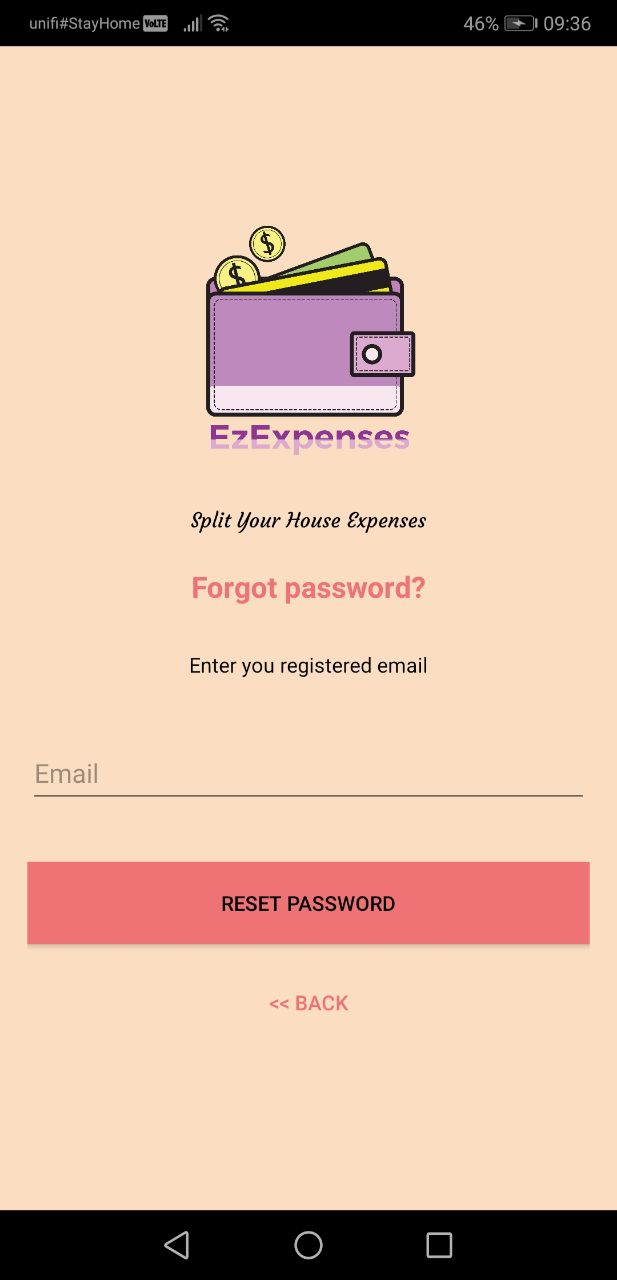 unifi#StayHome VoLTE 46% 09:36
$
$
EzExpenses
Split Your House Expenses
Forgot password?
Enter you registered email
Email
RESET PASSWORD
<< BACK